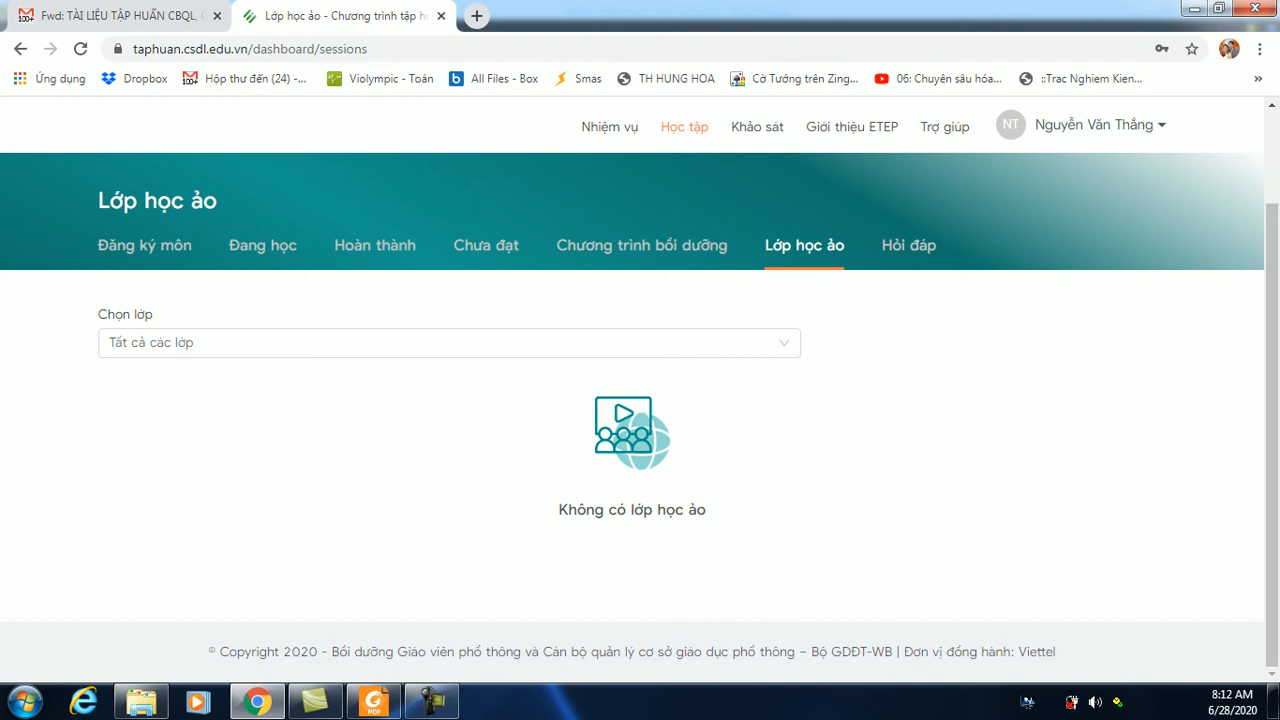 Fwd: TÀI LIỆU TẬP HUẤN CBQL, G
Lớp học ảo - Chương trình tập hu
taphuan.csdl.edu.vn/dashboard/sessions
Ứng dụng
Dropbox
Hộp thư đến (24) -...
Violympic - Toán
All Files - Box
Smas
TH HUNG HOA
Cờ Tướng trên Zing...
06: Chuyên sâu hóa...
::Trac Nghiem Kien...
»
Nhiệm vụ
Học tập
Khảo sát
Giới thiệu ETEP
Trợ giúp
NT
Nguyễn Văn Thắng
Lớp học ảo
Đăng ký môn
Đang học
Hoàn thành
Chưa đạt
Chương trình bồi dưỡng
Lớp học ảo
Hỏi đáp
Chọn lớp
Tất cả các lớp
Không có lớp học ảo
© Copyright 2020 - Bồi dưỡng Giáo viên phổ thông và Cán bộ quản lý cơ sở giáo dục phổ thông – Bộ GDĐT-WB | Đơn vị đồng hành: Viettel
8:12 AM
6/28/2020